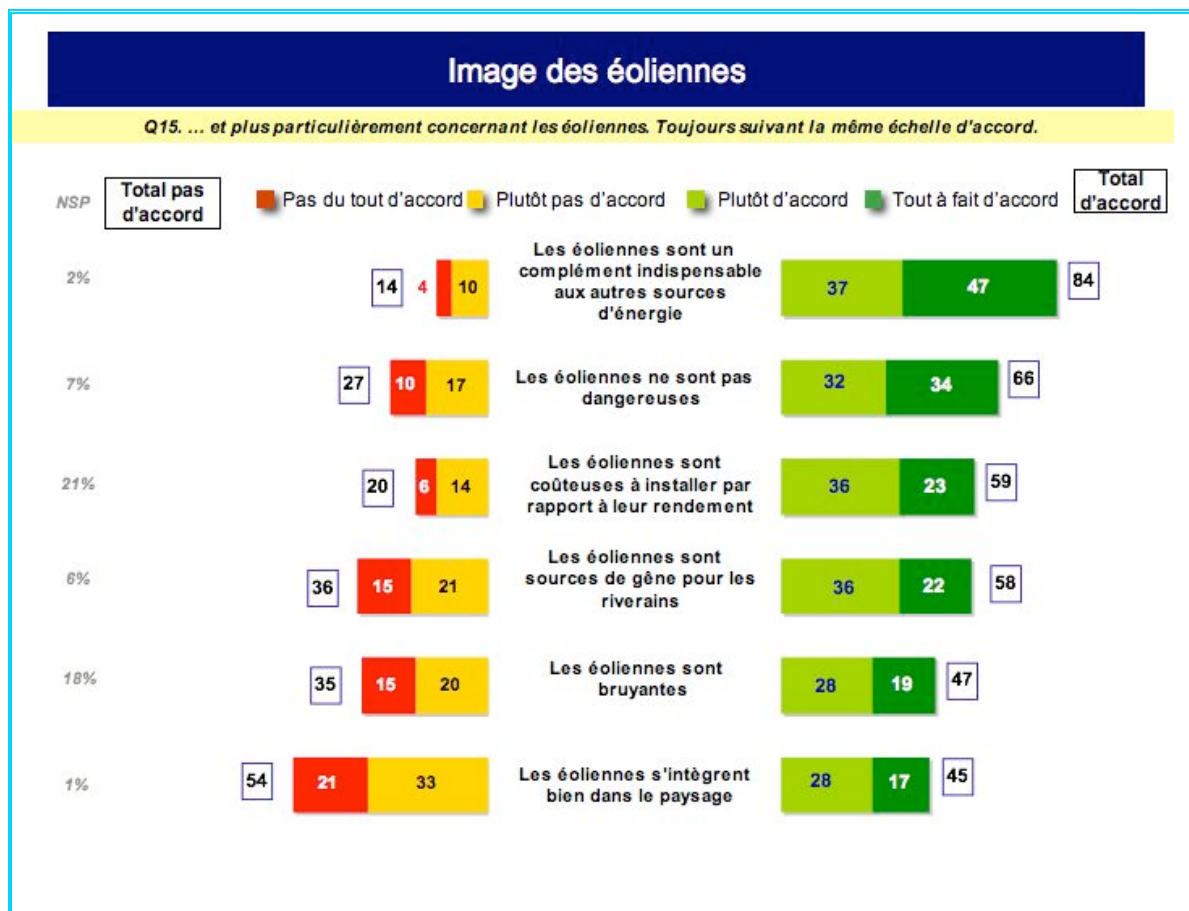 Image des éoliennes
Q15. ... et plus particulièrement concernant les éoliennes. Toujours suivant la même échelle d'accord.
NSP
Total pas
d'accord
Pas du tout d'accord
Plutôt pas d'accord
Plutôt d'accord
Tout à fait d'accord
Total
d'accord
2%
14
4
10
Les éoliennes sont un
complément indispensable
aux autres sources
d'énergie
37
47
84
7%
27
10
17
Les éoliennes ne sont pas
dangereuses
32
34
66
21%
20
6
14
Les éoliennes sont
coûteuses à installer par
rapport à leur rendement
36
23
59
6%
36
15
21
Les éoliennes sont
sources de gêne pour les
riverains
36
22
58
18%
35
15
20
Les éoliennes sont
bruyantes
28
19
47
1%
54
21
33
Les éoliennes s'intègrent
bien dans le paysage
28
17
45